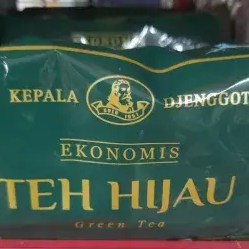 KEPALA DJENGGOT
EKONOMIS
TEH HIJAU
Green Tea